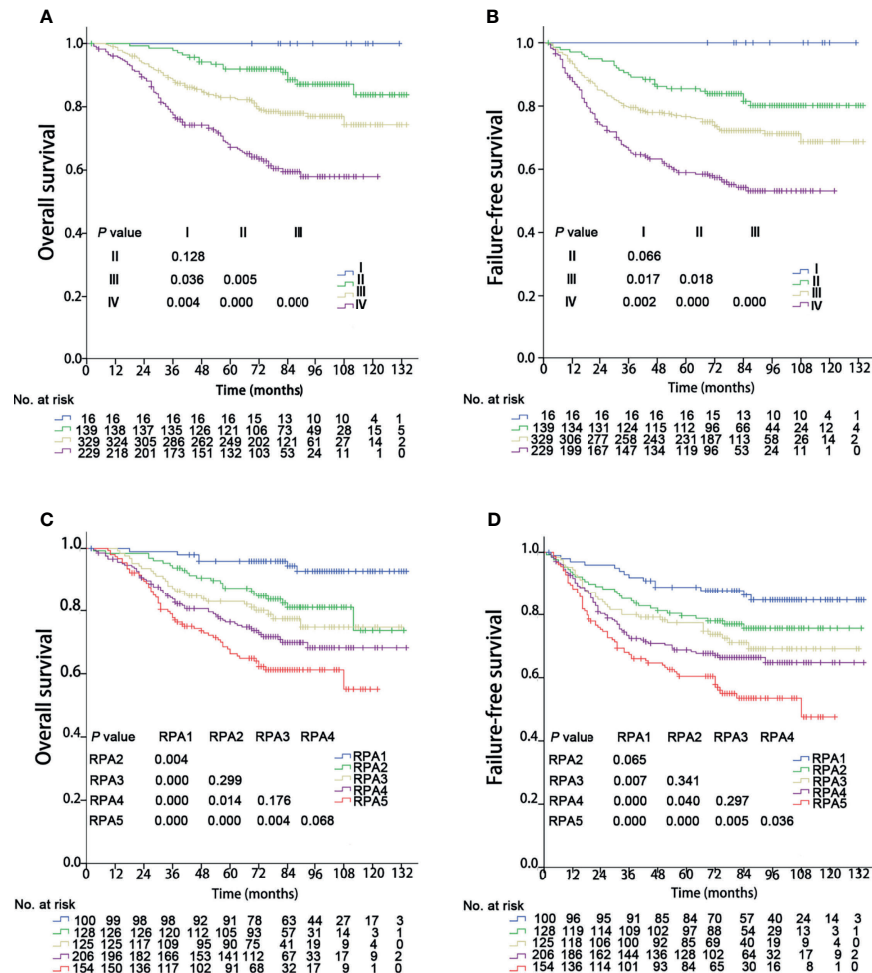 A
Overall survival
1.0
0.8
0.6
0.4
0.2
0.0
P value I II III
II 0.128
III 0.036 0.005
IV 0.004 0.000 0.000
I
II
III
IV
0 12 24 36 48 60 72 84 96 108 120 132
Time (months)
No. at risk
16 16 16 16 16 16 15 13 10 10 4 1
139 138 137 135 126 121 106 73 49 28 15 5
329 324 305 286 262 249 202 121 61 27 14 2
229 218 201 173 151 132 103 53 24 11 1 0
B
Failure-free survival
1.0
0.8
0.6
0.4
0.2
0.0
P value I II III
II 0.066
III 0.017 0.018
IV 0.002 0.000 0.000
I
II
III
IV
0 12 24 36 48 60 72 84 96 108 120 132
Time (months)
No. at risk
16 16 16 16 16 16 15 13 10 10 4 1
139 134 131 124 115 112 96 66 44 24 12 4
329 306 277 258 243 231 187 113 58 26 14 2
229 199 167 147 134 119 96 53 24 11 1 0
C
Overall survival
1.0
0.8
0.6
0.4
0.2
0.0
P value RPA1 RPA2 RPA3 RPA4
RPA2 0.004
RPA3 0.000 0.299
RPA4 0.000 0.014 0.176
RPA5 0.000 0.000 0.004 0.068
RPA1
RPA2
RPA3
RPA4
RPA5
0 12 24 36 48 60 72 84 96 108 120 132
Time (months)
No. at risk
100 99 98 98 92 91 78 63 44 27 17 3
128 126 126 120 112 105 93 57 31 14 3 1
125 125 117 109 95 90 75 41 19 9 4 0
206 196 182 166 153 141 112 67 33 17 9 2
154 150 136 117 102 91 68 32 17 9 1 0
D
Failure-free survival
1.0
0.8
0.6
0.4
0.2
0.0
P value RPA1 RPA2 RPA3 RPA4
RPA2 0.065
RPA3 0.007 0.341
RPA4 0.000 0.040 0.297
RPA5 0.000 0.000 0.005 0.036
RPA1
RPA2
RPA3
RPA4
RPA5
0 12 24 36 48 60 72 84 96 108 120 132
Time (months)
No. at risk
100 96 95 91 85 84 70 57 40 24 14 3
128 119 114 109 102 97 88 54 29 13 3 1
125 118 106 100 92 85 69 40 19 9 4 0
206 186 162 144 136 128 102 64 32 17 9 2
154 136 114 101 93 84 65 30 16 8 1 0